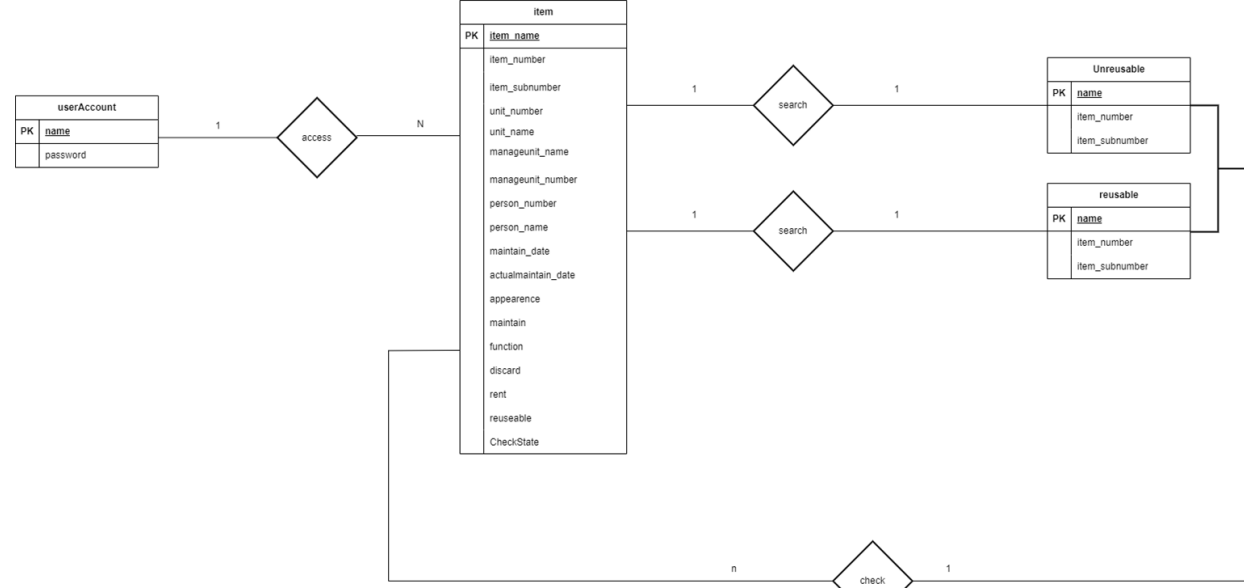 userAccount
PK name
password
1
access
N
item
PK item_name
item_number
item_subnumber
unit_number
unit_name
manageunit_name
manageunit_number
person_number
person_name
maintain_date
actualmaintain_date
appearence
maintain
function
discard
rent
reuseable
CheckState
1
search
1
Unreusable
PK name
item_number
item_subnumber
1
search
1
reusable
PK name
item_number
item_subnumber
n
check
1